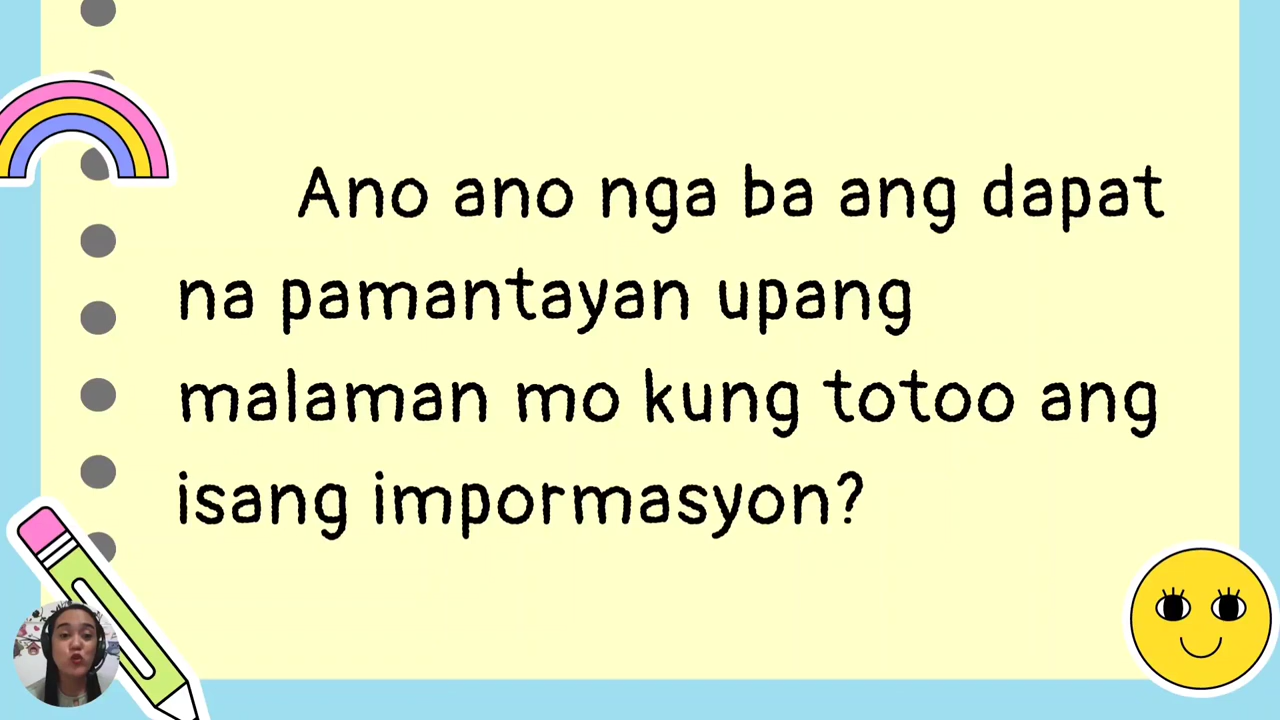 Ano ano nga ba ang dapat
na pamantayan upang
malaman mo kung totoo ang
isang impormasyon?